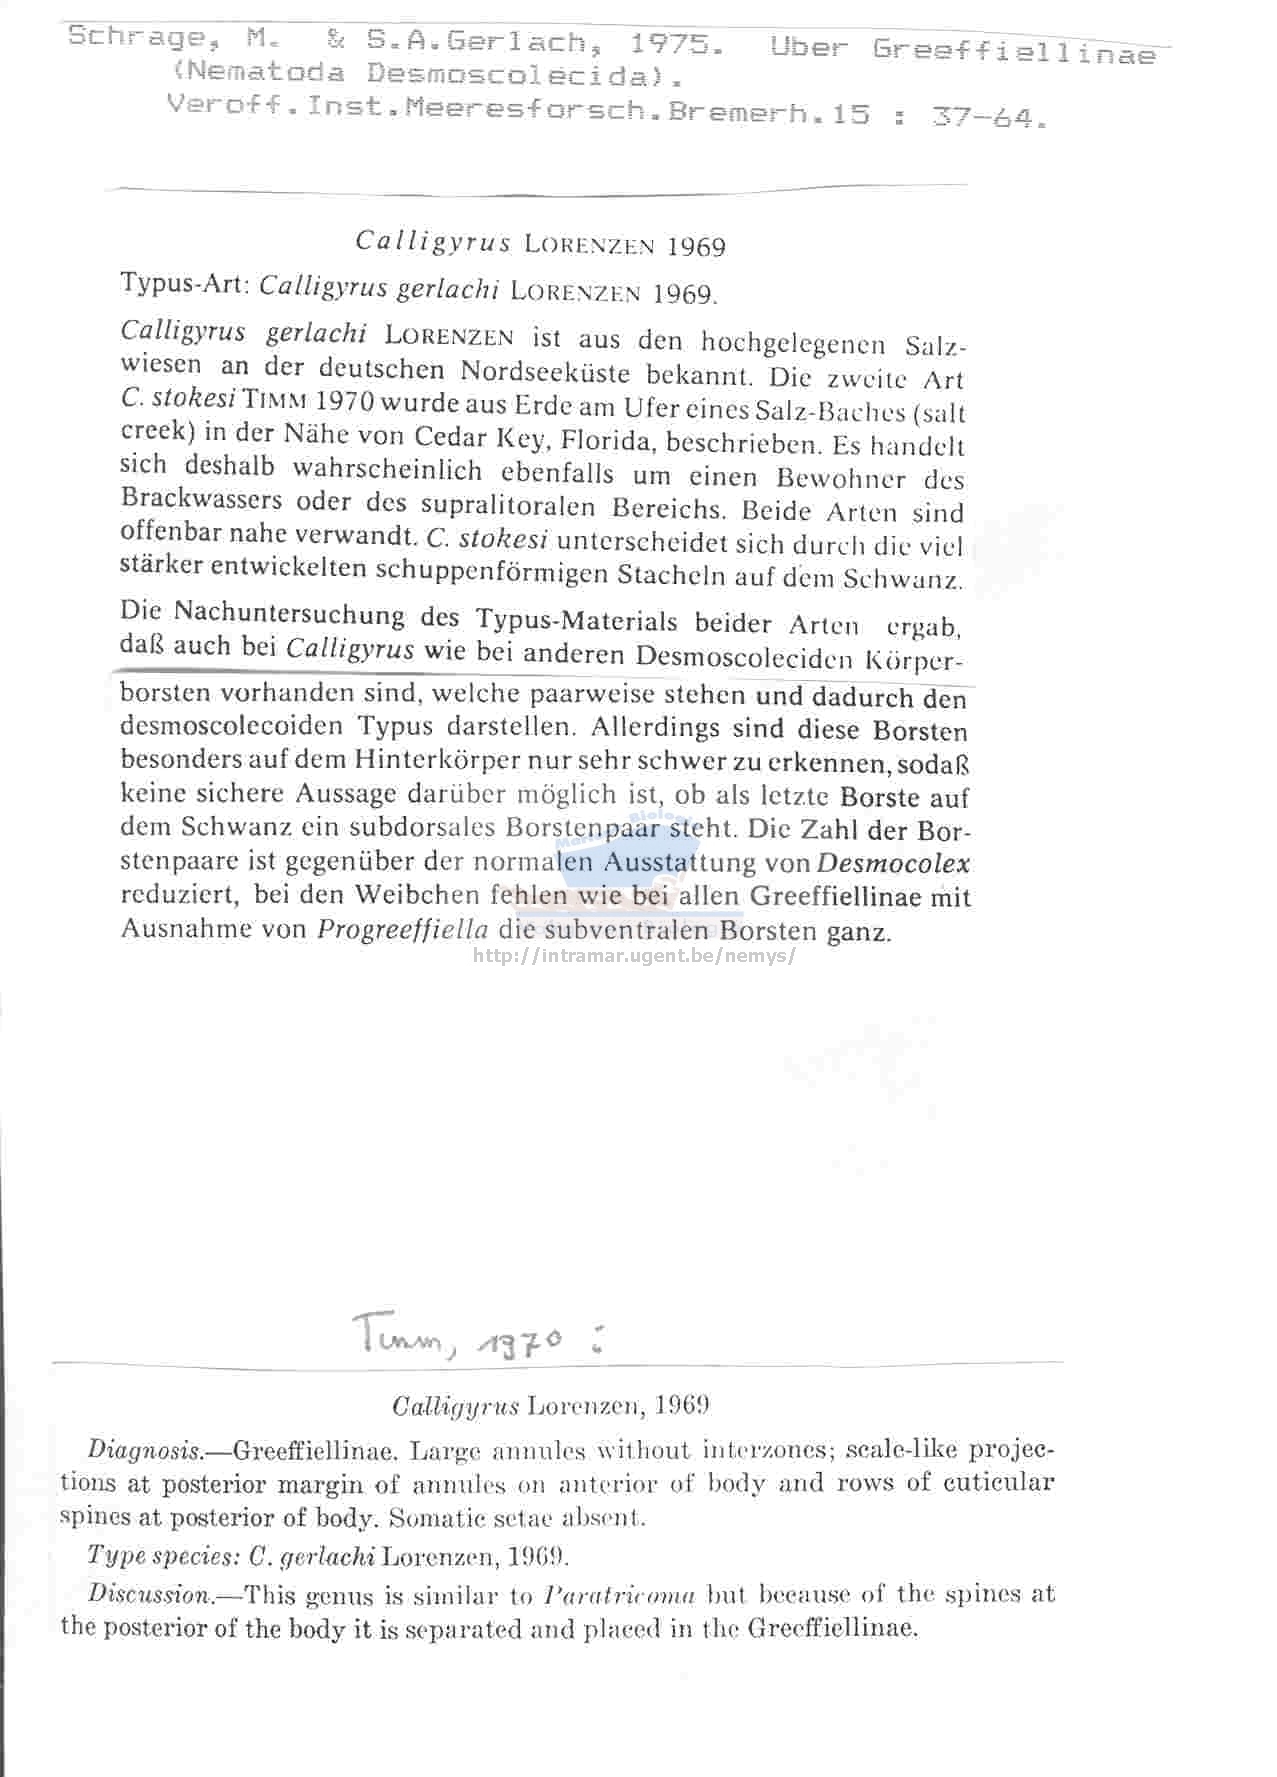 Schrage, M. & S.A.Gerlach, 1975. Uber Greeffiellinae
(Nematoda Desmoscolecida).
Veroff.Inst.Meeresforsch.Bremerh.15 : 37-64.
Calligyrus LORENZEN 1969
Typus-Art: Calligyrus gerlachi LORENZEN 1969.
Calligyrus gerlachi LORENZEN ist aus den hochgelegenen Salz-
wiesen an der deutschen Nordseeküste bekannt. Die zweite Art
C. stokesi TIMM 1970 wurde aus Erde am Ufer eines Salz-Baches (salt
creek) in der Nähe von Cedar Key, Florida, beschrieben. Es handelt
sich deshalb wahrscheinlich ebenfalls um einen Bewohner des
Brackwassers oder des supralitoralen Bereichs. Beide Arten sind
offenbar nahe verwandt. C. stokesi unterscheidet sich durch die viel
stärker entwickelten schuppenförmigen Stacheln auf dem Schwanz.
Die Nachuntersuchung des Typus-Materials beider Arten ergab,
daß auch bei Calligyrus wie bei anderen Desmoscoleciden Körper-
borsten vorhanden sind, welche paarweise stehen und dadurch den
desmoscolecoiden Typus darstellen. Allerdings sind diese Borsten
besonders auf dem Hinterkörper nur sehr schwer zu erkennen, sodaß
keine sichere Aussage darüber möglich ist, ob als letzte Borste auf
dem Schwanz ein subdorsales Borstenpaar steht. Die Zahl der Bor-
stenpaare ist gegenüber der normalen Ausstattung von Desmocolex
reduziert, bei den Weibchen fehlen wie bei allen Greeffiellinae mit
Ausnahme von Progreeffiella die subventralen Borsten ganz.
http://intramar.ugent.be/nemys/
Timm, 1970 :
Calligyrus Lorenzen, 1969
Diagnosis.—Greeffiellinae. Large annules without interzones; scale-like projec-
tions at posterior margin of annules on anterior of body and rows of cuticular
spines at posterior of body. Somatic setae absent.
Type species: C. gerlachi Lorenzen, 1969.
Discussion.—This genus is similar to Paratricoma but because of the spines at
the posterior of the body it is separated and placed in the Greeffiellinae.